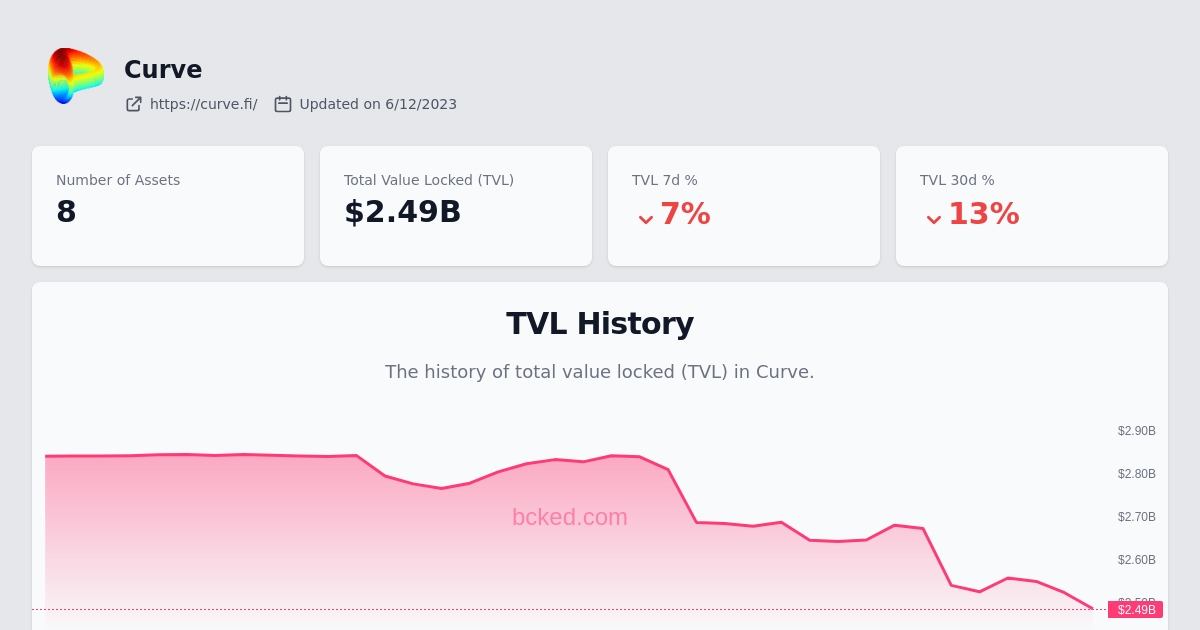 Curve
https://curve.fi/ Updated on 6/12/2023
Number of Assets
8
Total Value Locked (TVL)
$2.49B
TVL 7d %
7%
TVL 30d %
13%
TVL History
The history of total value locked (TVL) in Curve.
$2.90B
$2.80B
bcked.com
$2.70B
$2.60B
$2.49B